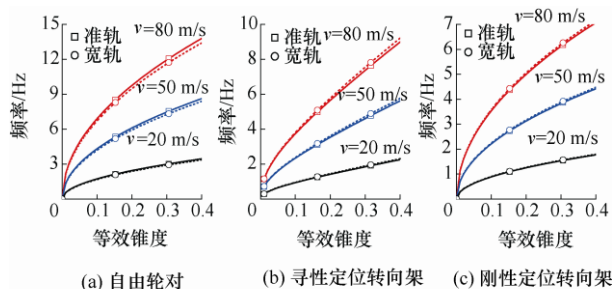 15
12
9
6
3
0
频率/Hz
v=80 m/s
准轨
宽轨
v=50 m/s
v=20 m/s
0.1 0.2 0.3 0.4
等效锥度
(a) 自由轮对
10
8
6
4
2
0
频率/Hz
v=80 m/s
准轨
宽轨
v=50 m/s
v=20 m/s
0.1 0.2 0.3 0.4
等效锥度
(b) 寻性定位转向架
7
6
5
4
3
2
1
0
频率/Hz
v=80 m/s
准轨
宽轨
v=50 m/s
v=20 m/s
0.1 0.2 0.3 0.4
等效锥度
(c) 刚性定位转向架